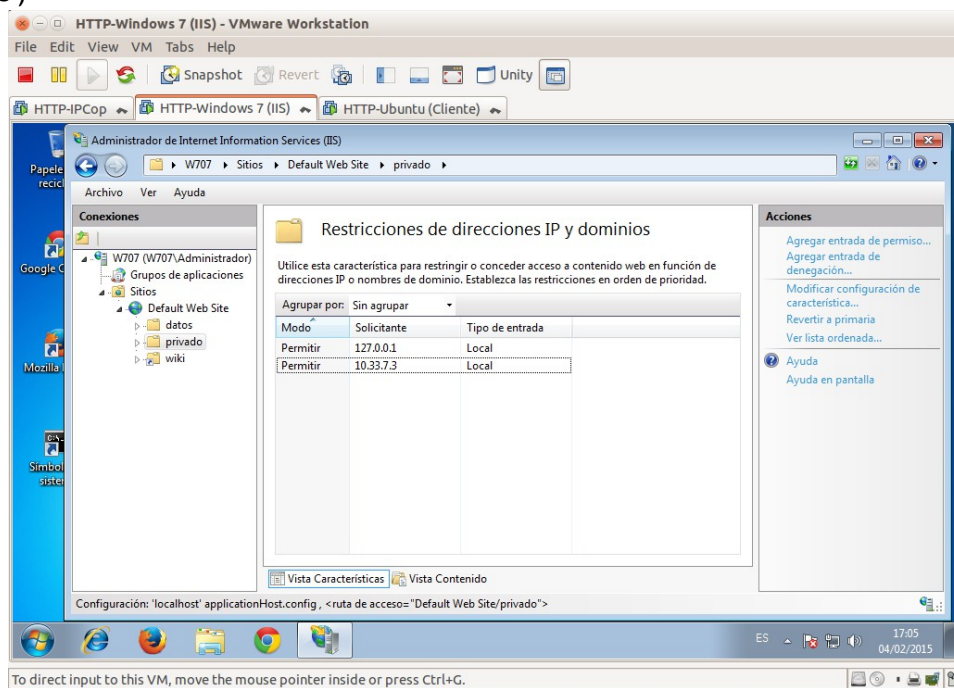 HTTP-Windows 7 (IIS) - VMware Workstation
File Edit View VM Tabs Help
Snapshot Revert Unity
HTTP-IPCop HTTP-Windows 7 (IIS) HTTP-Ubuntu (Cliente)
Administrador de Internet Information Services (IIS)
W707 Sitios Default Web Site privado
Archivo Ver Ayuda
Conexiones
W707 (W707\Administrador)
Grupos de aplicaciones
Sitios
Default Web Site
datos
privado
wiki
Restricciones de direcciones IP y dominios
Utilice esta característica para restringir o conceder acceso a contenido web en función de
direcciones IP o nombres de dominio. Establezca las restricciones en orden de prioridad.
Agrupar por: Sin agrupar
Modo Solicitante Tipo de entrada
Permitir 127.0.0.1 Local
Permitir 10.33.7.3 Local
Vista Características Vista Contenido
Acciones
Agregar entrada de permiso...
Agregar entrada de
denegación...
Modificar configuración de
característica...
Revertir a primaria
Ver lista ordenada...
Ayuda
Ayuda en pantalla
Configuración: 'localhost' applicationHost.config, <ruta de acceso="Default Web Site/privado">
Papele
recicl
Google C
Mozilla
Simbol
sister
ES 17:05
04/02/2015
To direct input to this VM, move the mouse pointer inside or press Ctrl+G.